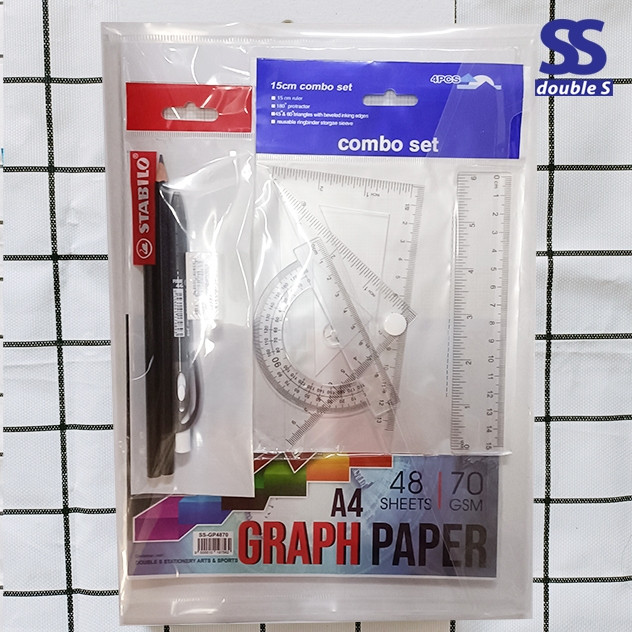 SS
double S
15cm combo set
4PCS
15 cm ruler
180° protractor
45 & 60 triangles with bevelled inking edges
reusable ringbinder storgee sleeve
combo set
STABILO
A4
48
SHEETS
70
GSM
GRAPH PAPER
SS-GP4870
DOUBLE S STATIONERY ARTS & SPORTS